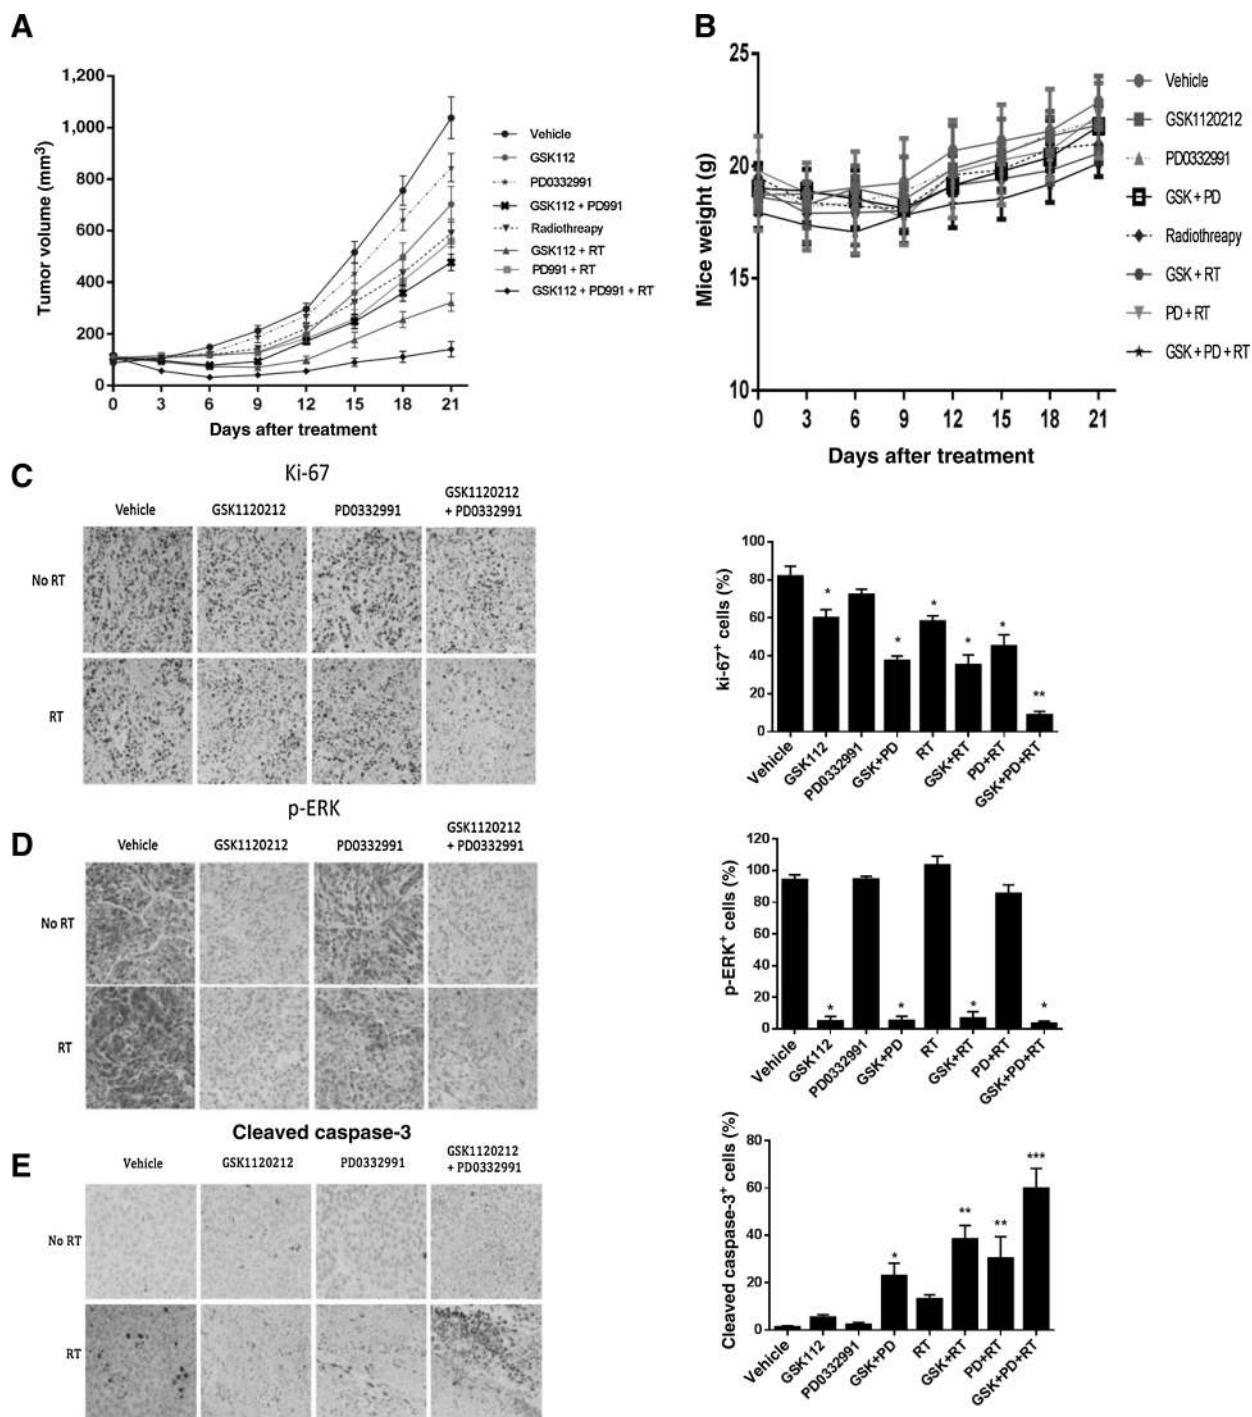 A
Tumor volume (mm³)
1,200
1,000
800
600
400
200
0
0 3 6 9 12 15 18 21
Days after treatment
Vehicle
GSK112
PD0332991
GSK112 + PD991
Radiothreapy
GSK112 + RT
PD991 + RT
GSK112 + PD991 + RT
B
Mice weight (g)
25
20
15
10
0 3 6 9 12 15 18 21
Days after treatment
Vehicle
GSK1120212
PD0332991
GSK + PD
Radiothreapy
GSK + RT
PD + RT
GSK + PD + RT
C
Ki-67
Vehicle GSK1120212 PD0332991 GSK1120212
+ PD0332991
No RT
RT
ki-67⁺ cells (%)
100
80
60
40
20
0
* * * * * **
Vehicle GSK112 PD0332991 GSK+PD RT GSK+RT PD+RT GSK+PD+RT
D
p-ERK
Vehicle GSK1120212 PD0332991 GSK1120212
+ PD0332991
No RT
RT
p-ERK⁺ cells (%)
120
100
80
60
40
20
0
* * * *
Vehicle GSK112 PD0332991 GSK+PD RT GSK+RT PD+RT GSK+PD+RT
E
Cleaved caspase-3
Vehicle GSK1120212 PD0332991 GSK1120212
+ PD0332991
No RT
RT
Cleaved caspase-3⁺ cells (%)
80
60
40
20
0
* ** ** ***
Vehicle GSK112 PD0332991 GSK+PD RT GSK+RT PD+RT GSK+PD+RT